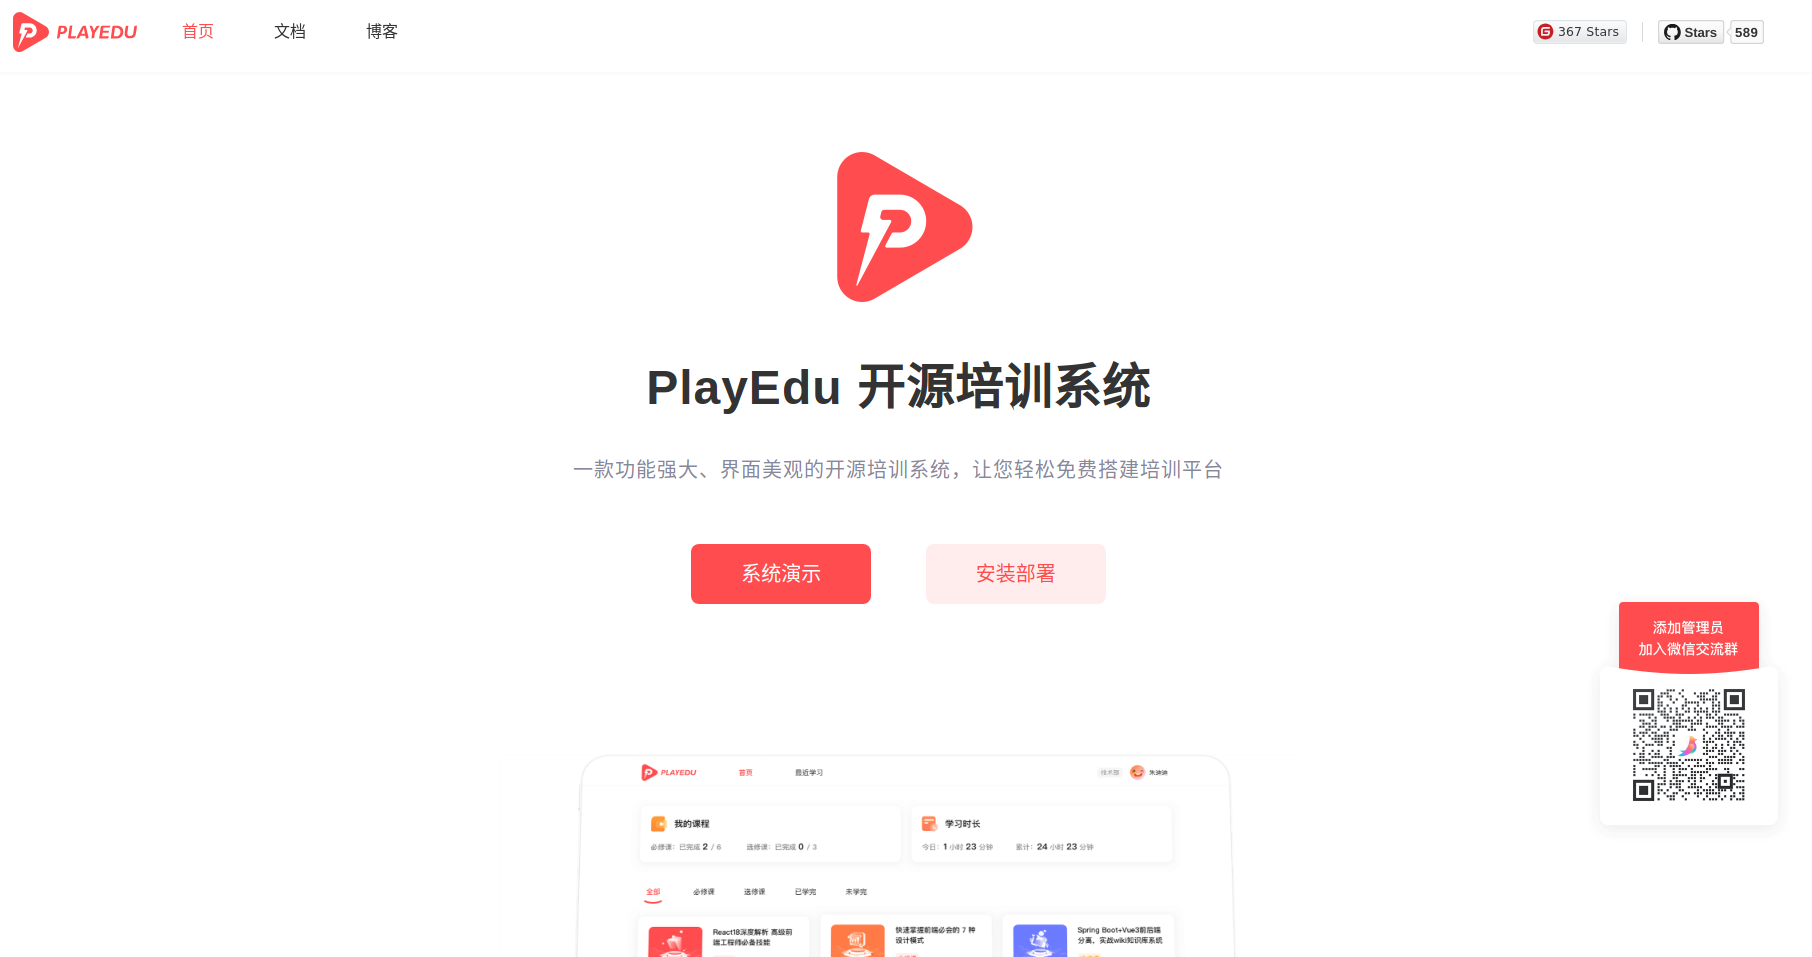 PLAYEDU
首页
文档
博客
367 Stars
Stars
589
PlayEdu 开源培训系统
一款功能强大、界面美观的开源培训系统，让您轻松免费搭建培训平台
系统演示
安装部署
添加管理员
加入微信交流群
PLAYEDU
首页
最近学习
技术部
我的课程
必修课：已完成 2 / 6
选修课：已完成 0 / 3
学习时长
今日：1 小时 23 分钟
累计：24 小时 23 分钟
全部
必修课
选修课
已学完
未学完
React18深度解析 高级前
端工程师必备技能
快速掌握前端必会的 7 种
设计模式
Spring Boot+Vue3前后端
分离，实战wiki知识库系统